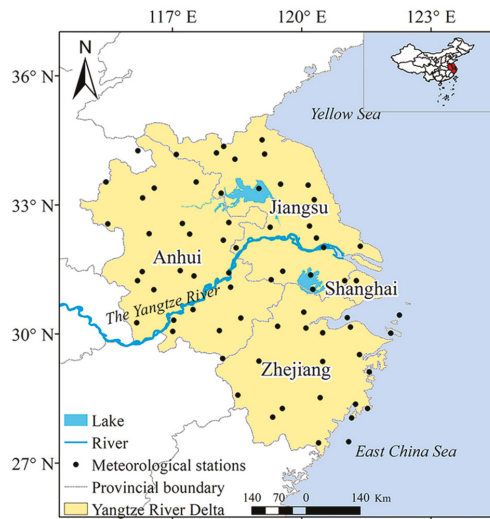 117° E 120° E 123° E
36° N
N
Yellow Sea
33° N
Jiangsu
Anhui
Shanghai
The Yangtze River
30° N
Zhejiang
Lake
River
Meteorological stations
East China Sea
Provincial boundary
27° N
Yangtze River Delta
140 70 0 140 Km